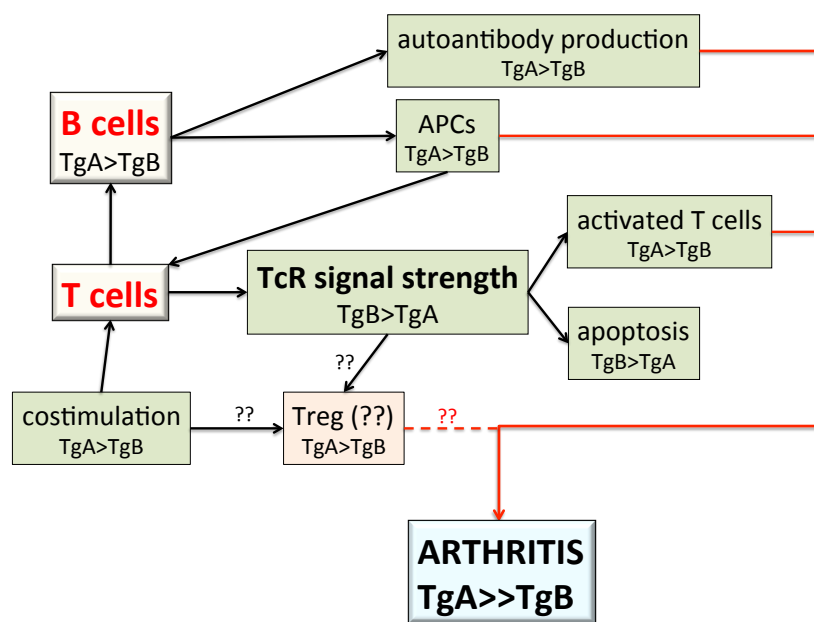 autoantibody production
TgA>TgB
B cells
TgA>TgB
APCs
TgA>TgB
activated T cells
TgA>TgB
T cells
TcR signal strength
TgB>TgA
apoptosis
TgB>TgA
??
costimulation
TgA>TgB
??
Treg (??)
TgA>TgB
??
ARTHRITIS
TgA>>TgB